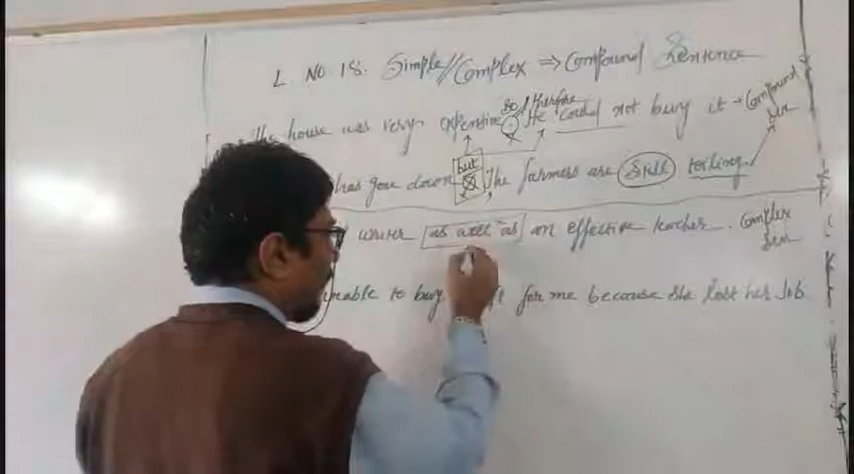 L No 18. Simple//Complex ⇒ Compound Sentence
So/therefore
the house was very expensive. He could not buy it → Compound
Sen
but
has gone down. The farmers are still toiling.
writer as well as an effective teacher. Complex
Sen
unable to buy for me because she lost her Job